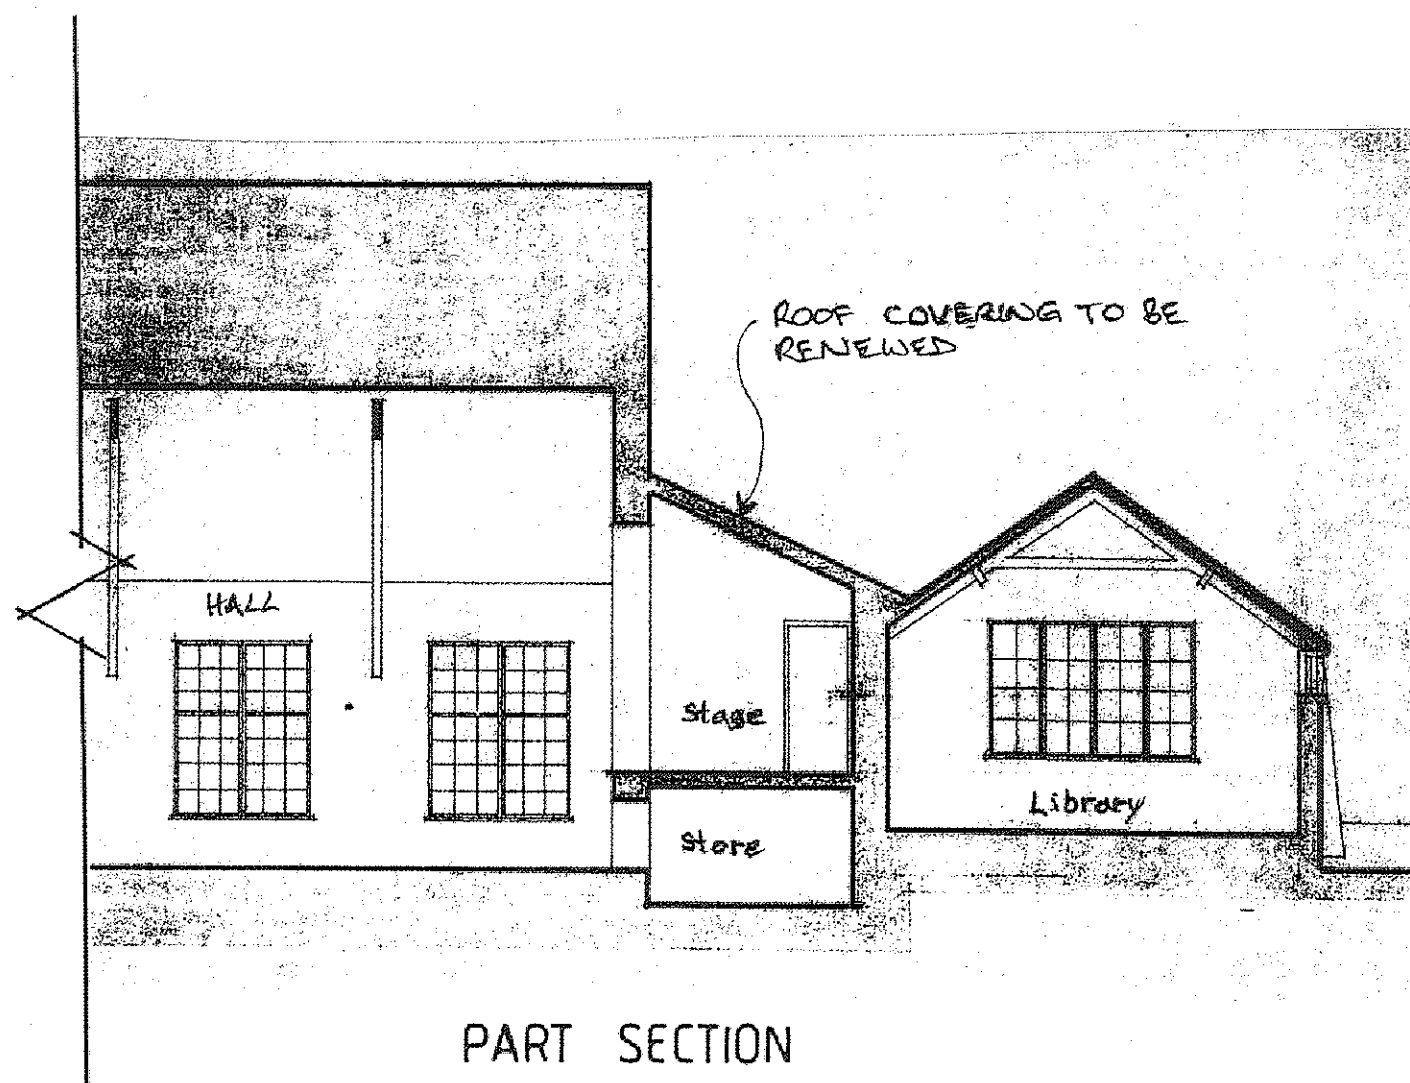 ROOF COVERING TO BE
RENEWED
HALL
Stage
Library
Store
PART SECTION